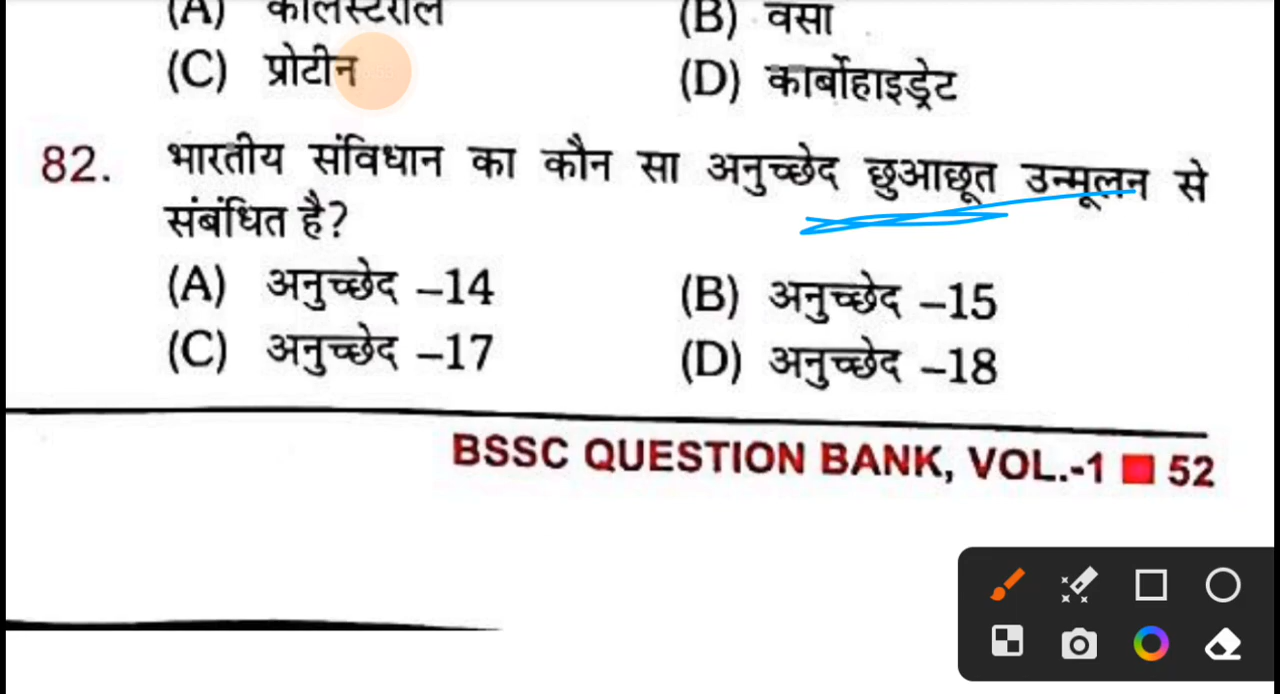 (A) कोलेस्टेरॉल (B) वसा
(C) प्रोटीन (D) कार्बोहाइड्रेट
82. भारतीय संविधान का कौन सा अनुच्छेद छुआछूत उन्मूलन से
संबंधित है?
(A) अनुच्छेद –14 (B) अनुच्छेद –15
(C) अनुच्छेद –17 (D) अनुच्छेद –18
BSSC QUESTION BANK, VOL.-1 ■ 52